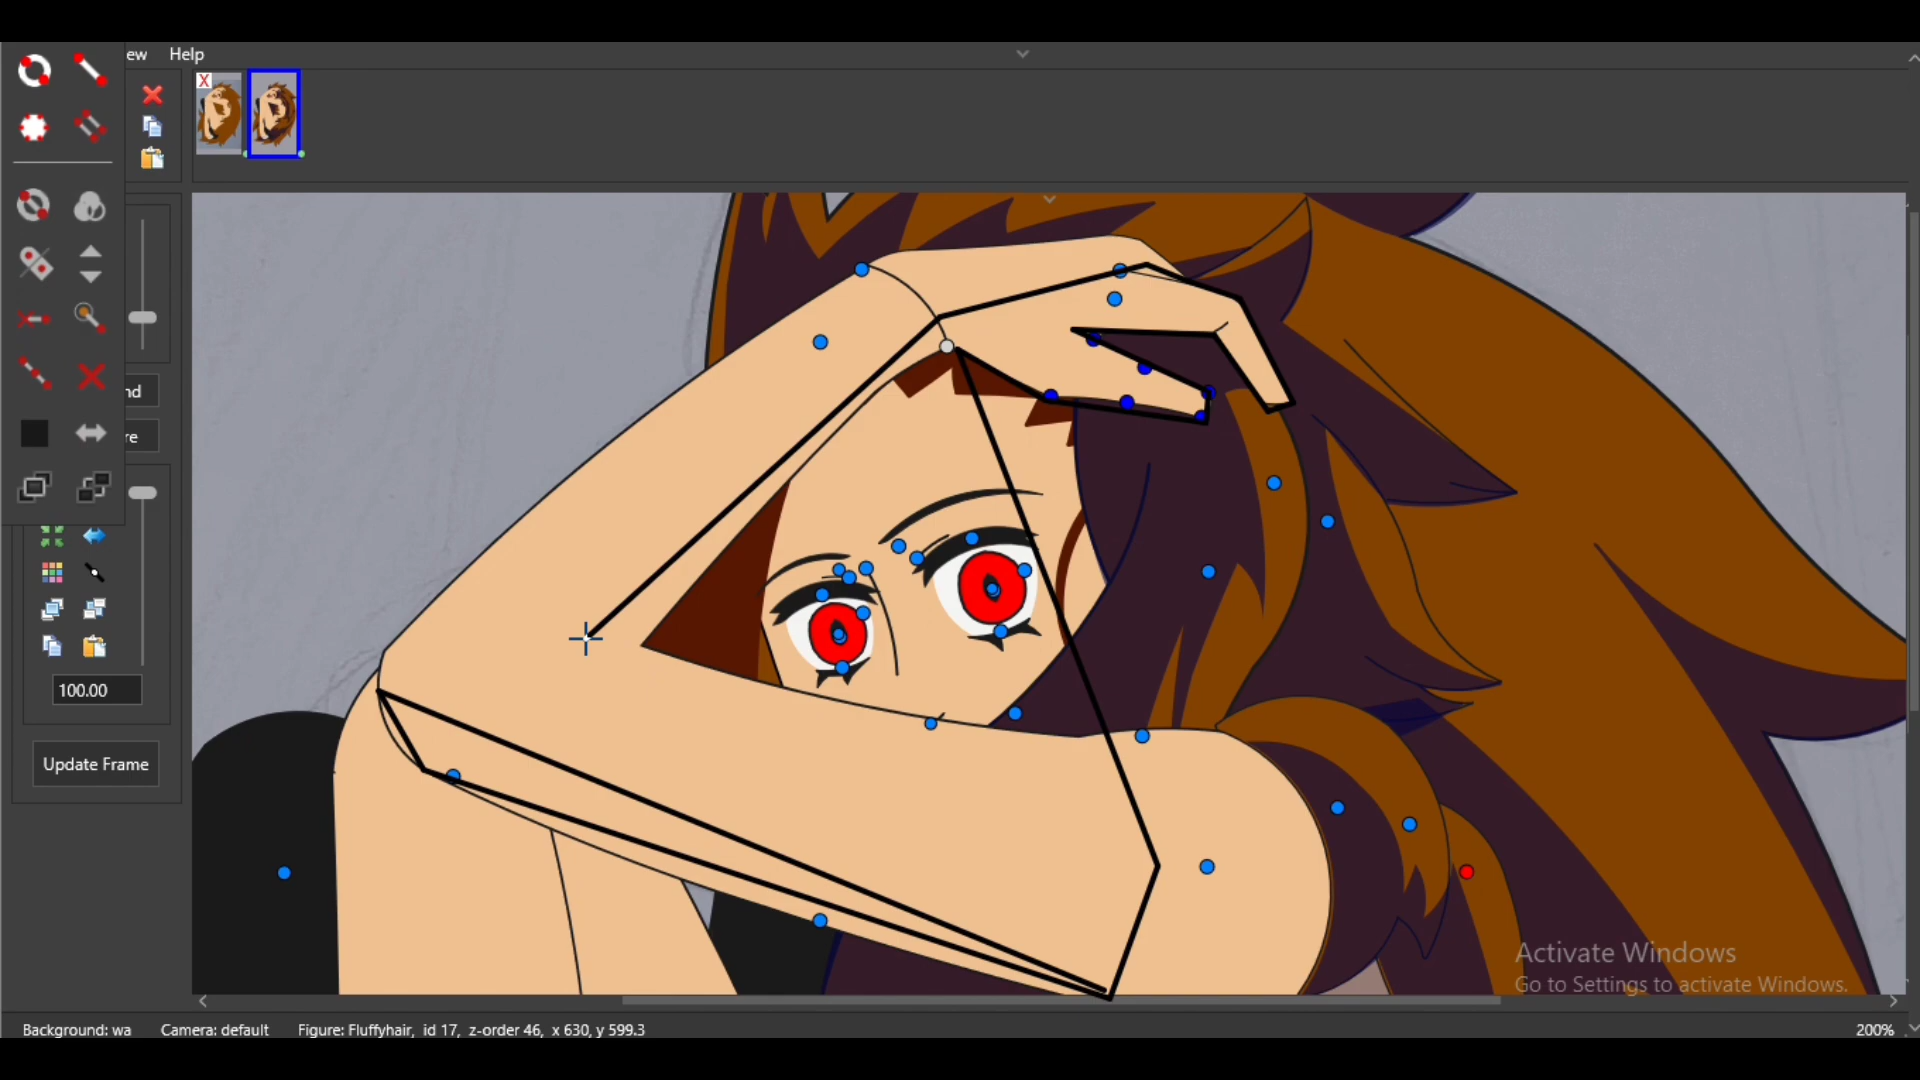 ew Help
X
nd
re
100.00
Update Frame
Activate Windows
Go to Settings to activate Windows.
Background: wa Camera: default Figure: Fluffyhair, id 17, z-order 46, x 630, y 599.3
200%